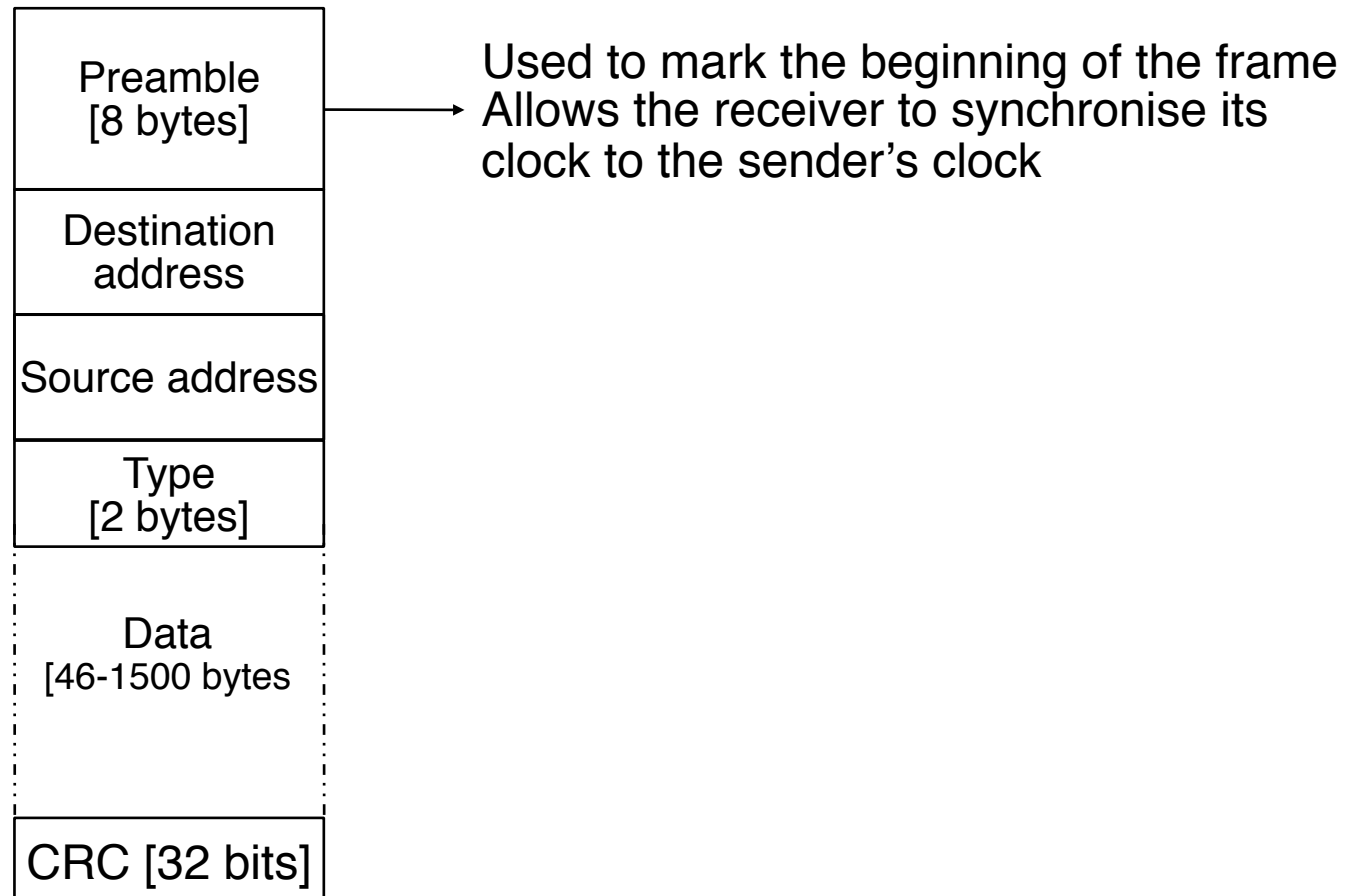 Preamble
[8 bytes]
Used to mark the beginning of the frame
Allows the receiver to synchronise its
clock to the sender’s clock
Destination
address
Source address
Type
[2 bytes]
Data
[46-1500 bytes
CRC [32 bits]